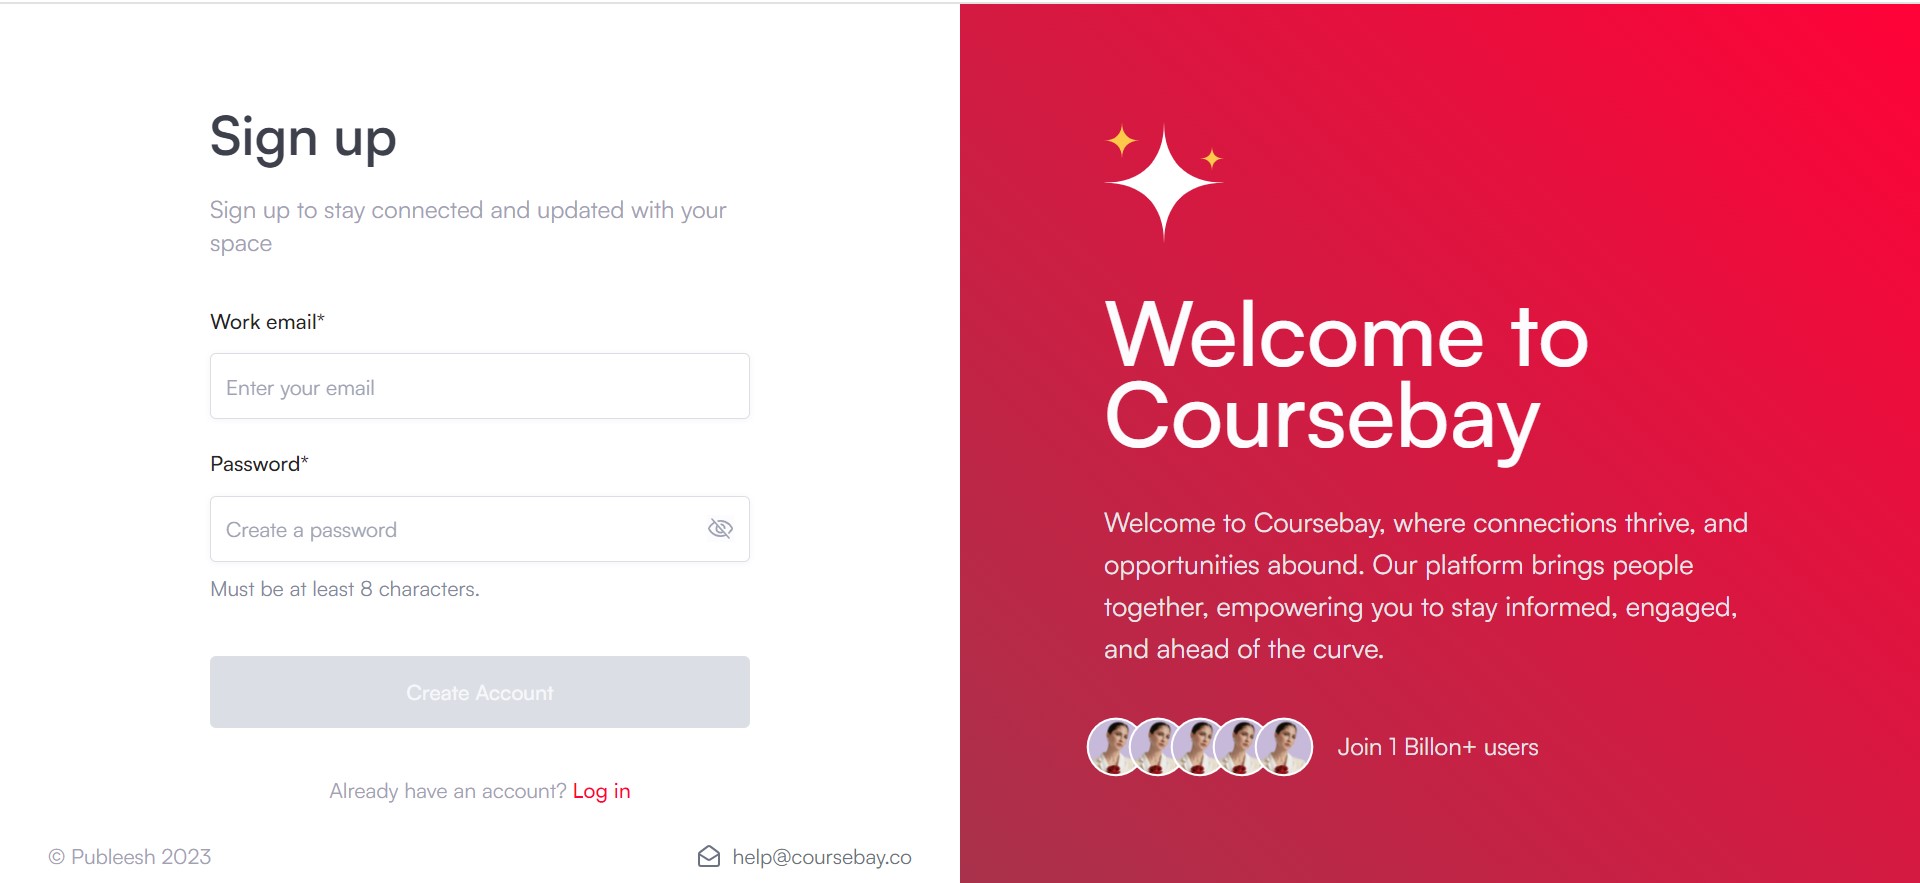 Sign up
Sign up to stay connected and updated with your
space
Work email*
Enter your email
Password*
Create a password
Must be at least 8 characters.
Create Account
Already have an account? Log in
© Publeesh 2023
help@coursebay.co
Welcome to
Coursebay
Welcome to Coursebay, where connections thrive, and
opportunities abound. Our platform brings people
together, empowering you to stay informed, engaged,
and ahead of the curve.
Join 1 Billon+ users